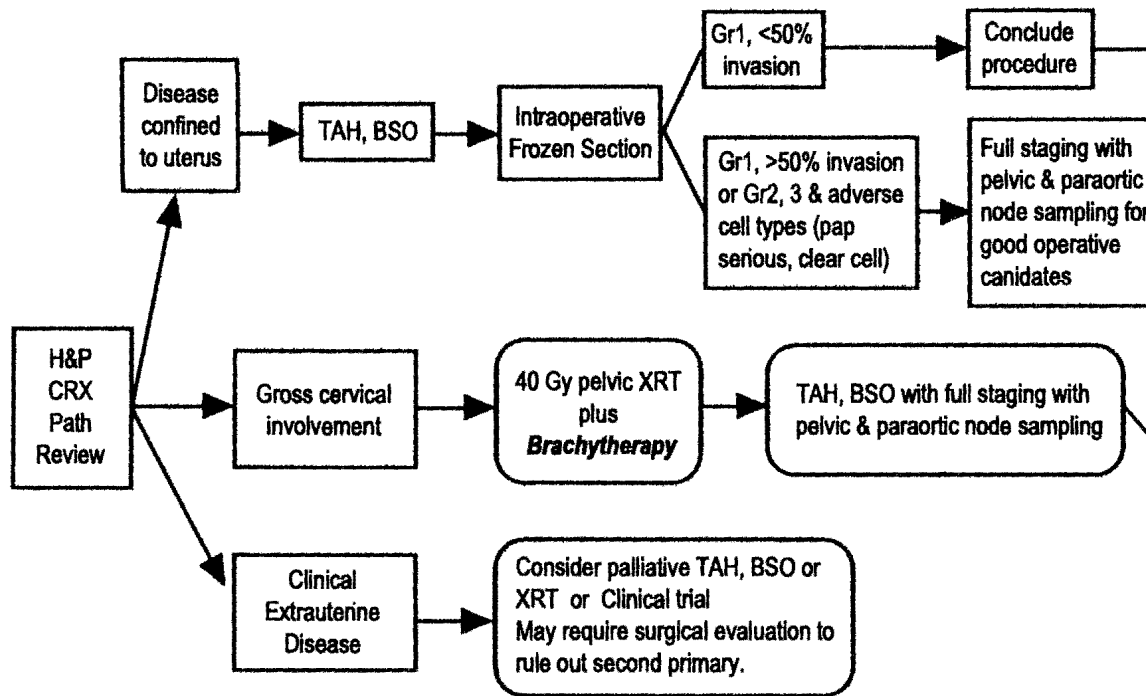 Gr1, <50%
invasion
Conclude
procedure
Disease
confined
to uterus
TAH, BSO
Intraoperative
Frozen Section
Gr1, >50% invasion
or Gr2, 3 & adverse
cell types (pap
serious, clear cell)
Full staging with
pelvic & paraortic
node sampling for
good operative
canidates
H&P
CRX
Path
Review
Gross cervical
involvement
40 Gy pelvic XRT
plus
Brachytherapy
TAH, BSO with full staging with
pelvic & paraortic node sampling
Clinical
Extrauterine
Disease
Consider palliative TAH, BSO or
XRT or Clinical trial
May require surgical evaluation to
rule out second primary.